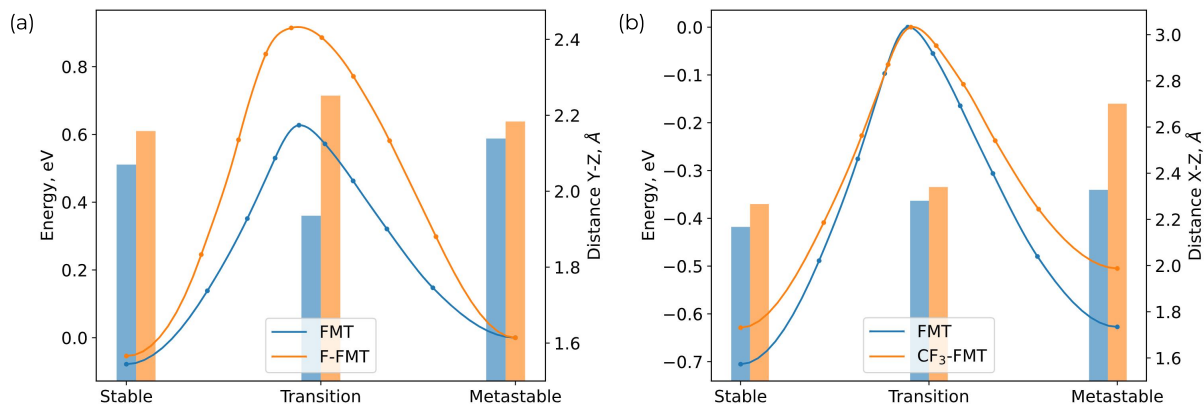 (a)
Energy, eV
0.8
0.6
0.4
0.2
0.0
2.4
2.2
2.0
1.8
1.6
Distance Y-Z, Å
FMT
F-FMT
Stable
Transition
Metastable
(b)
Energy, eV
−0.0
−0.1
−0.2
−0.3
−0.4
−0.5
−0.6
−0.7
3.0
2.8
2.6
2.4
2.2
2.0
1.8
1.6
Distance X-Z, Å
FMT
CF₃-FMT
Stable
Transition
Metastable